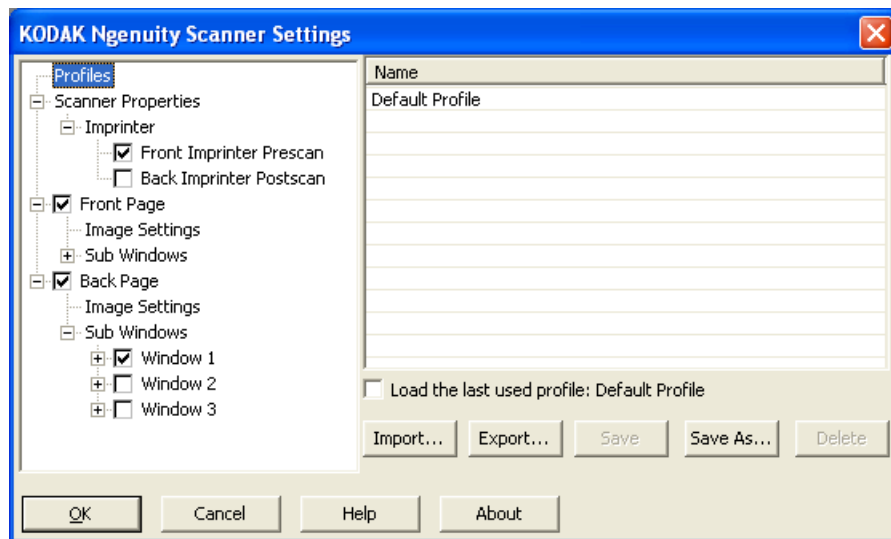 KODAK Ngenuity Scanner Settings
Profiles
Scanner Properties
Imprinter
Front Imprinter Prescan
Back Imprinter Postscan
Front Page
Image Settings
Sub Windows
Back Page
Image Settings
Sub Windows
Window 1
Window 2
Window 3
Name
Default Profile
Load the last used profile: Default Profile
Import...
Export...
Save
Save As...
Delete
OK
Cancel
Help
About